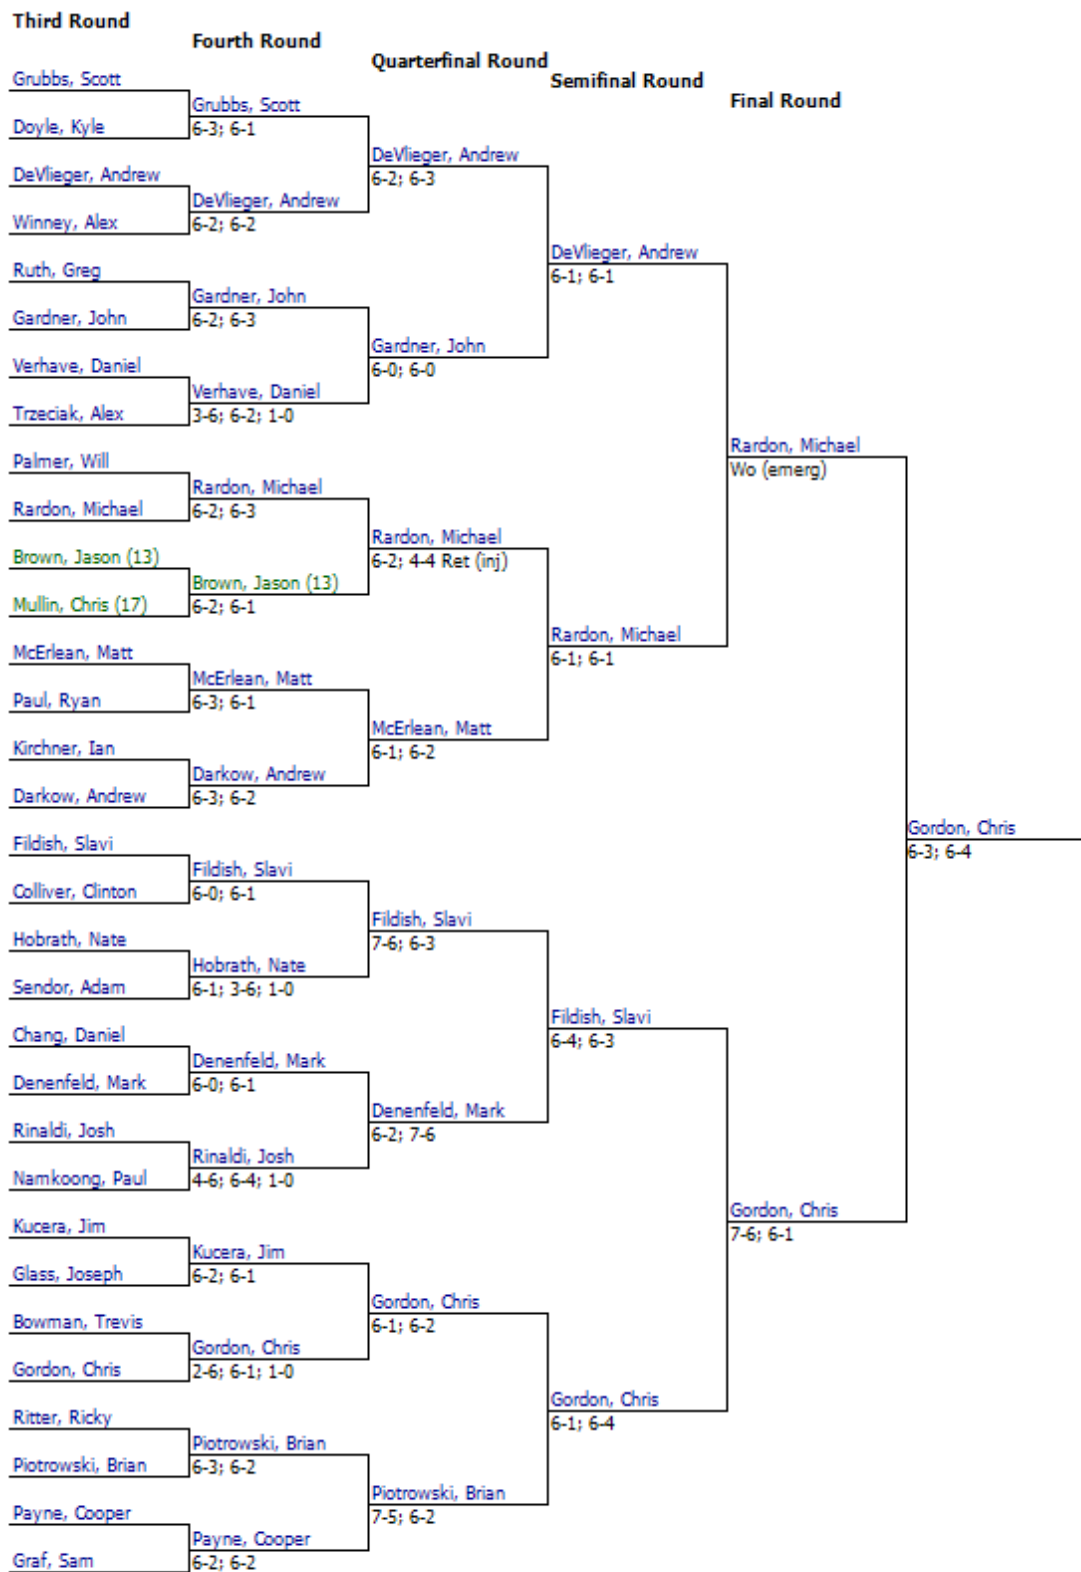 Third Round
Fourth Round
Quarterfinal Round
Semifinal Round
Final Round
Grubbs, Scott
Doyle, Kyle
DeVlieger, Andrew
Winney, Alex
Ruth, Greg
Gardner, John
Verhave, Daniel
Trzeciak, Alex
Palmer, Will
Rardon, Michael
Brown, Jason (13)
Mullin, Chris (17)
McErlean, Matt
Paul, Ryan
Kirchner, Ian
Darkow, Andrew
Fildish, Slavi
Colliver, Clinton
Hobrath, Nate
Sendor, Adam
Chang, Daniel
Denenfeld, Mark
Rinaldi, Josh
Namkoong, Paul
Kucera, Jim
Glass, Joseph
Bowman, Trevis
Gordon, Chris
Ritter, Ricky
Piotrowski, Brian
Payne, Cooper
Graf, Sam
Grubbs, Scott
6-3; 6-1
DeVlieger, Andrew
6-2; 6-2
Gardner, John
6-2; 6-3
Verhave, Daniel
3-6; 6-2; 1-0
Rardon, Michael
6-2; 6-3
Brown, Jason (13)
6-2; 6-1
McErlean, Matt
6-3; 6-1
Darkow, Andrew
6-3; 6-2
Fildish, Slavi
6-0; 6-1
Hobrath, Nate
6-1; 3-6; 1-0
Denenfeld, Mark
6-0; 6-1
Rinaldi, Josh
4-6; 6-4; 1-0
Kucera, Jim
6-2; 6-1
Gordon, Chris
2-6; 6-1; 1-0
Piotrowski, Brian
6-3; 6-2
Payne, Cooper
6-2; 6-2
DeVlieger, Andrew
6-2; 6-3
Gardner, John
6-0; 6-0
Rardon, Michael
6-2; 4-4 Ret (inj)
McErlean, Matt
6-1; 6-2
Fildish, Slavi
7-6; 6-3
Denenfeld, Mark
6-2; 7-6
Gordon, Chris
6-1; 6-2
Piotrowski, Brian
7-5; 6-2
DeVlieger, Andrew
6-1; 6-1
Rardon, Michael
6-1; 6-1
Fildish, Slavi
6-4; 6-3
Gordon, Chris
6-1; 6-4
Rardon, Michael
Wo (emerg)
Gordon, Chris
7-6; 6-1
Gordon, Chris
6-3; 6-4